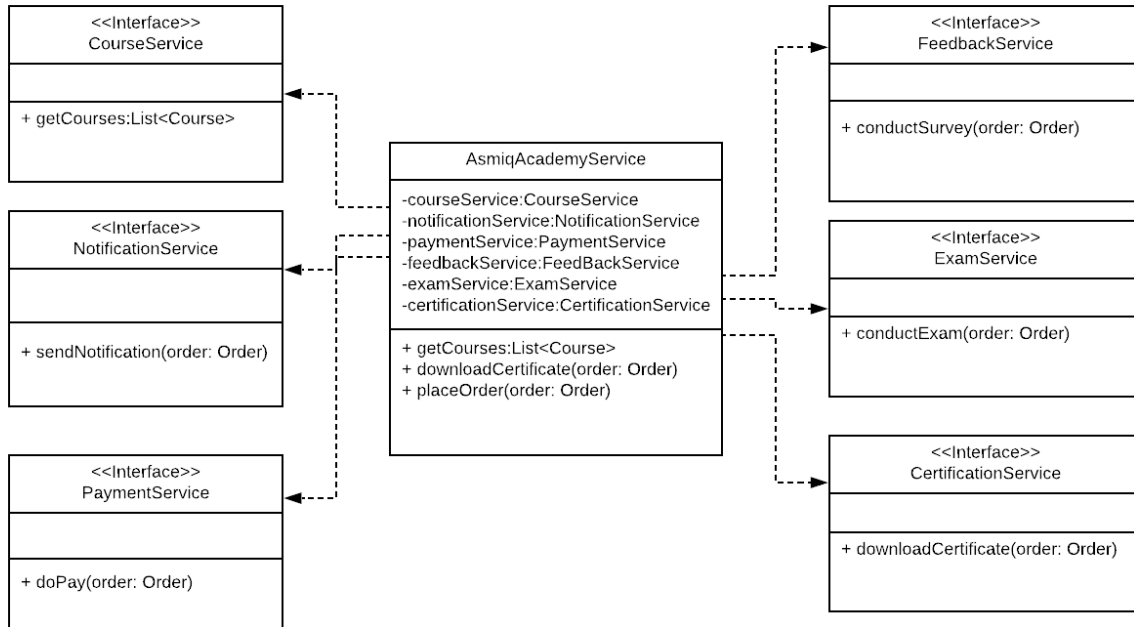 <<Interface>>
CourseService
+ getCourses:List<Course>
<<Interface>>
NotificationService
+ sendNotification(order: Order)
<<Interface>>
PaymentService
+ doPay(order: Order)
AsmiqAcademyService
-courseService:CourseService
-notificationService:NotificationService
-paymentService:PaymentService
-feedbackService:FeedBackService
-examService:ExamService
-certificationService:CertificationService
+ getCourses:List<Course>
+ downloadCertificate(order: Order)
+ placeOrder(order: Order)
<<Interface>>
FeedbackService
+ conductSurvey(order: Order)
<<Interface>>
ExamService
+ conductExam(order: Order)
<<Interface>>
CertificationService
+ downloadCertificate(order: Order)